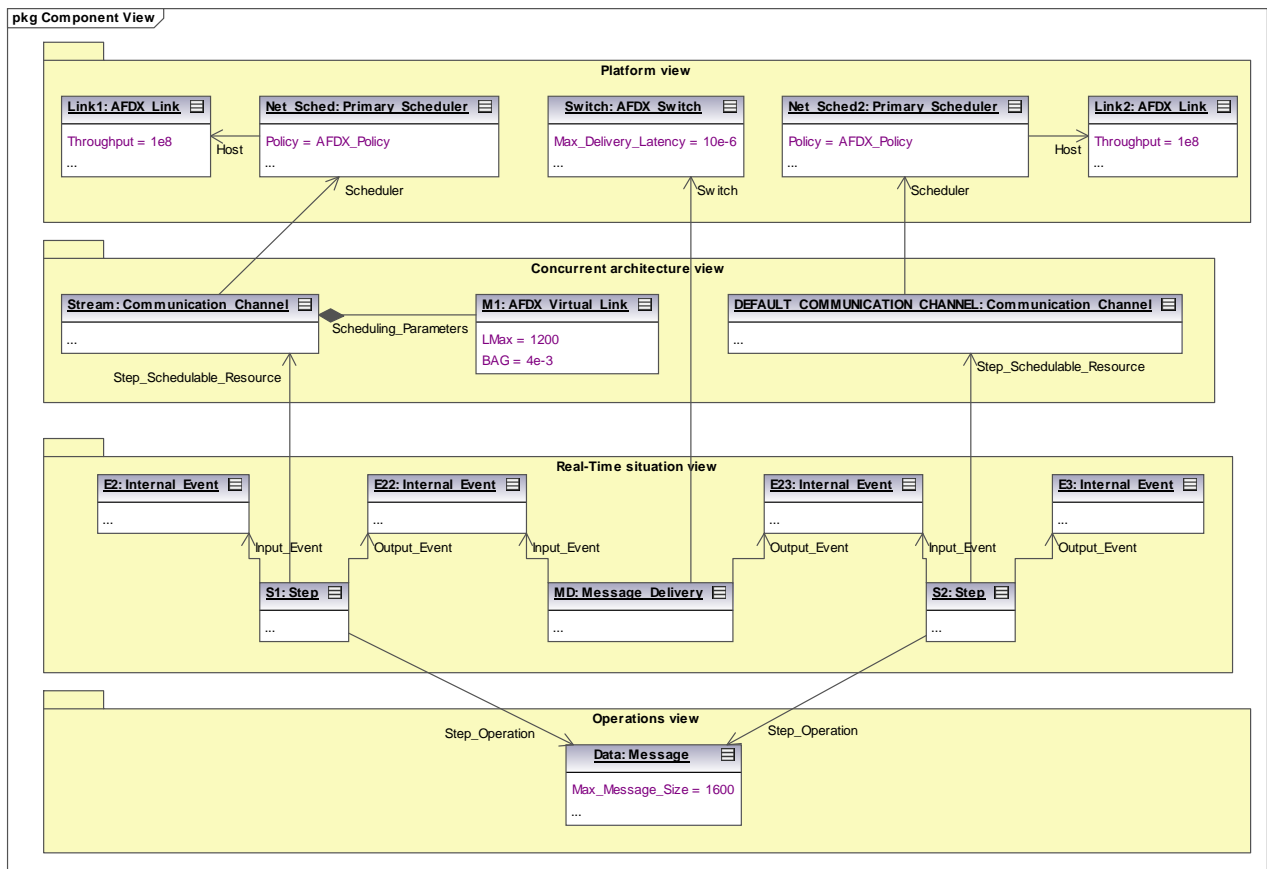 pkg Component View
Platform view
Link1: AFDX_Link
Throughput = 1e8
...
Host
Net_Sched: Primary_Scheduler
Policy = AFDX_Policy
...
Scheduler
Switch: AFDX_Switch
Max_Delivery_Latency = 10e-6
...
Switch
Net_Sched2: Primary_Scheduler
Policy = AFDX_Policy
...
Scheduler
Host
Link2: AFDX_Link
Throughput = 1e8
...
Concurrent architecture view
Stream: Communication_Channel
...
Scheduling_Parameters
M1: AFDX_Virtual_Link
LMax = 1200
BAG = 4e-3
DEFAULT_COMMUNICATION_CHANNEL: Communication_Channel
...
Step_Schedulable_Resource
Step_Schedulable_Resource
Real-Time situation view
E2: Internal_Event
...
E22: Internal_Event
...
E23: Internal_Event
...
E3: Internal_Event
...
Input_Event
Output_Event
Input_Event
Output_Event
Input_Event
Output_Event
S1: Step
...
MD: Message_Delivery
...
S2: Step
...
Operations view
Step_Operation
Step_Operation
Data: Message
Max_Message_Size = 1600
...